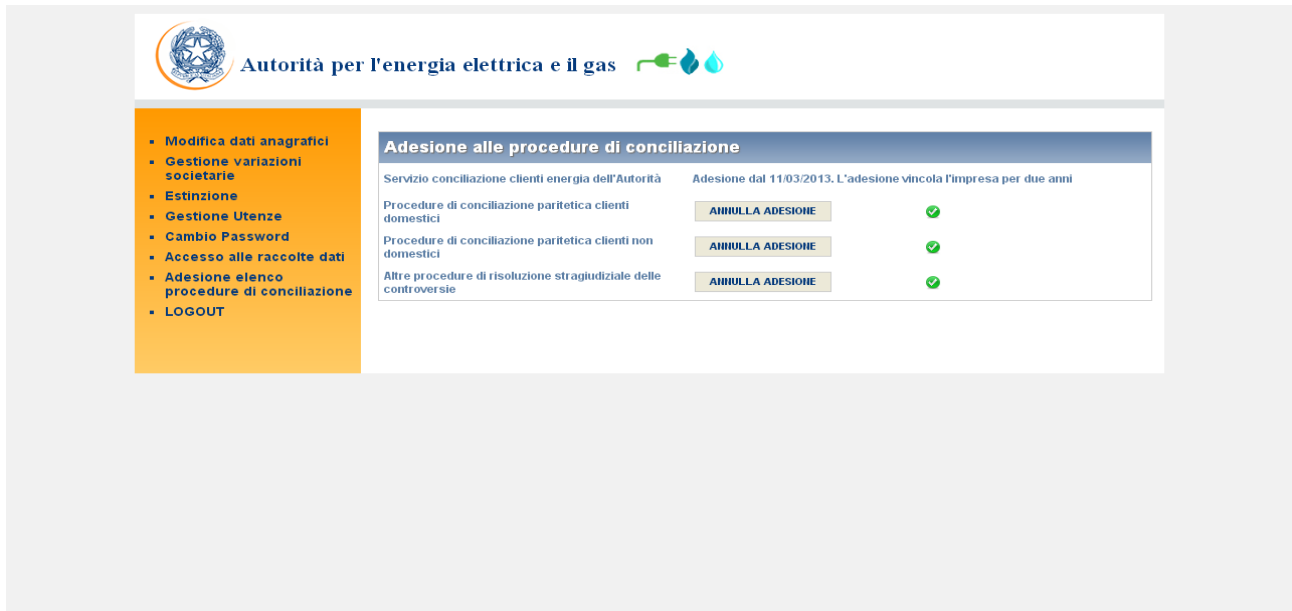 Autorità per l'energia elettrica e il gas
Modifica dati anagrafici
Gestione variazioni
societarie
Estinzione
Gestione Utenze
Cambio Password
Accesso alle raccolte dati
Adesione elenco
procedure di conciliazione
LOGOUT
Adesione alle procedure di conciliazione
Servizio conciliazione clienti energia dell'Autorità Adesione dal 11/03/2013. L'adesione vincola l'impresa per due anni
Procedure di conciliazione paritetica clienti
domestici
ANNULLA ADESIONE
Procedure di conciliazione paritetica clienti non
domestici
ANNULLA ADESIONE
Altre procedure di risoluzione stragiudiziale delle
controversie
ANNULLA ADESIONE